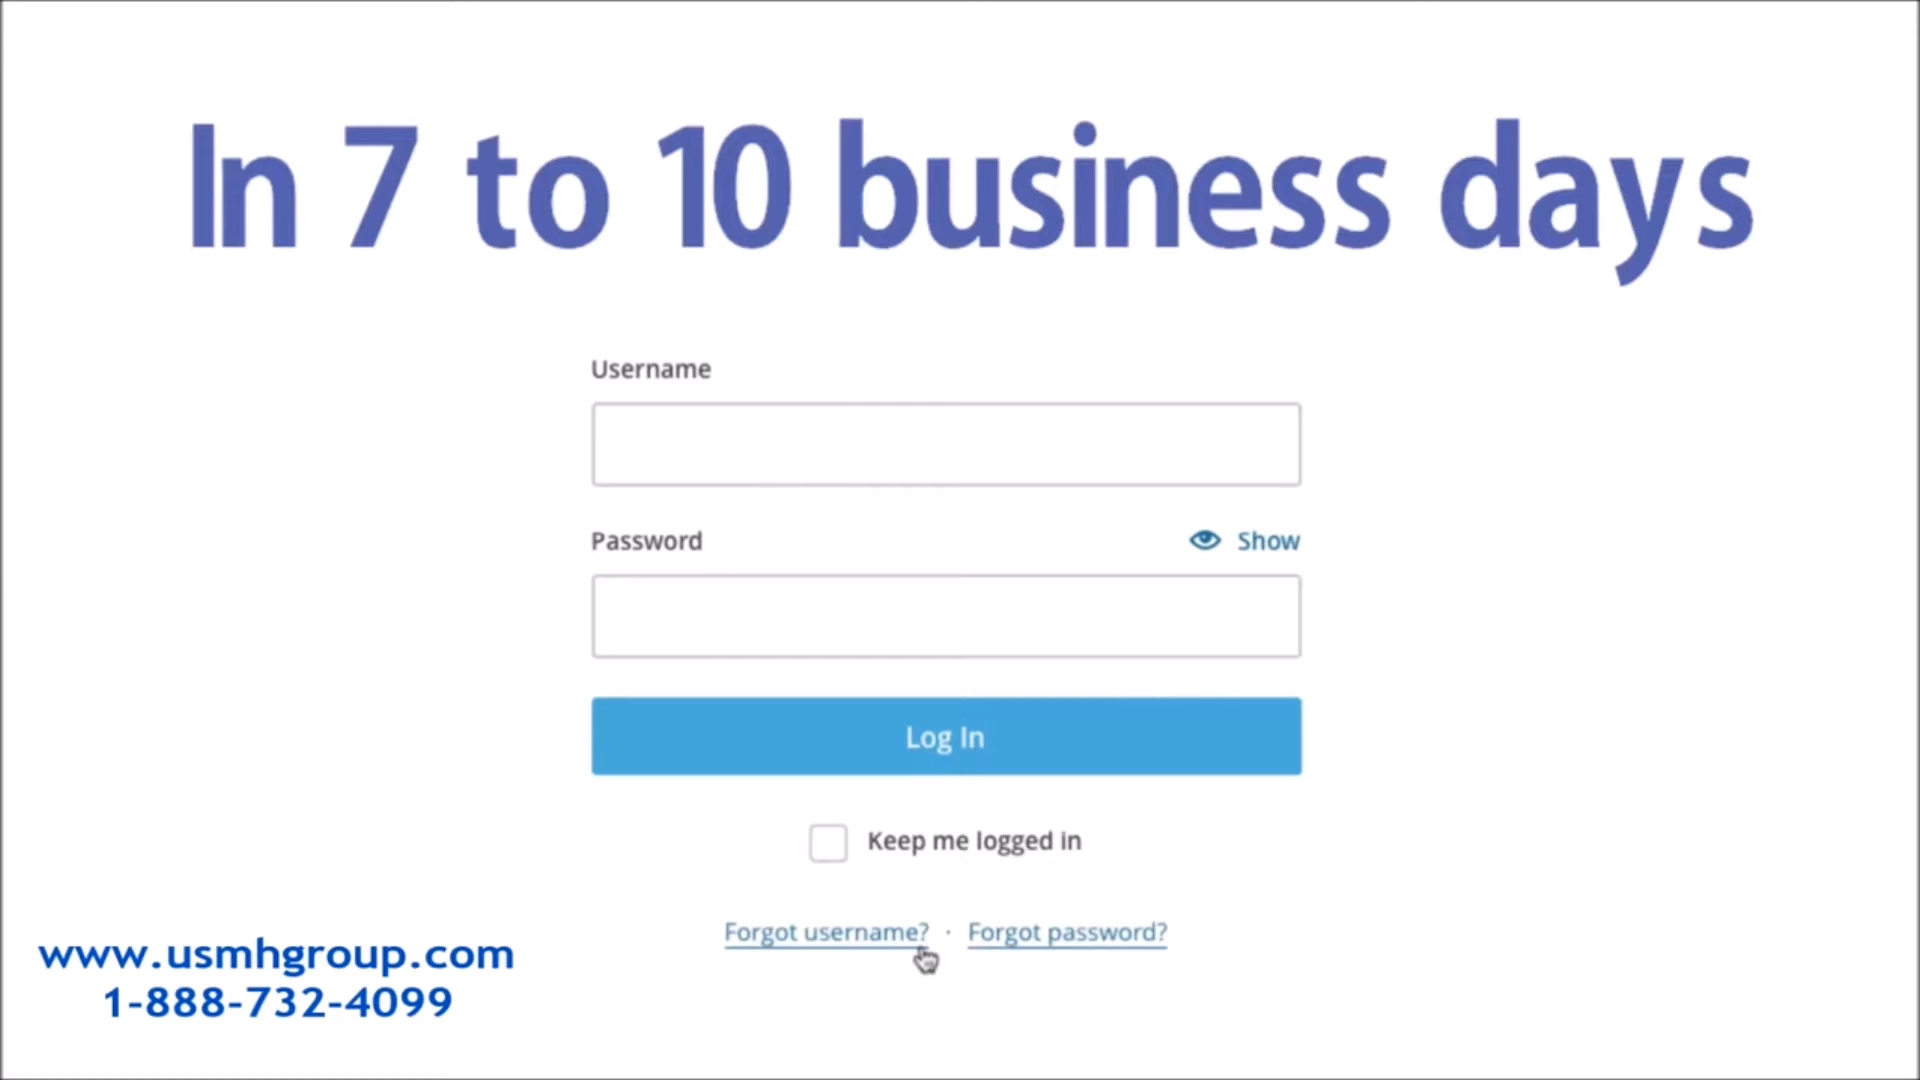 In 7 to 10 business days
Username
Password
Show
Log In
Keep me logged in
Forgot username? · Forgot password?
www.usmhgroup.com
1-888-732-4099